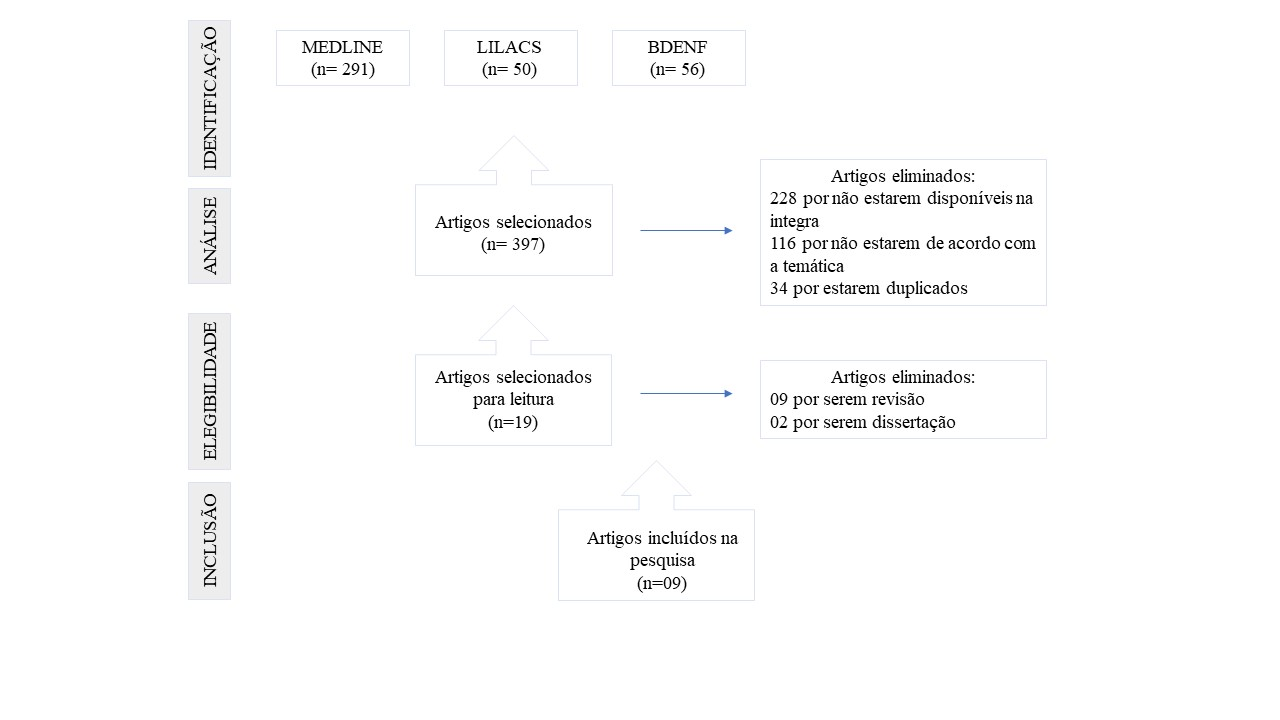 IDENTIFICAÇÃO
MEDLINE
(n= 291)
LILACS
(n= 50)
BDENF
(n= 56)
ANÁLISE
Artigos selecionados
(n= 397)
Artigos eliminados:
228 por não estarem disponíveis na
integra
116 por não estarem de acordo com
a temática
34 por estarem duplicados
ELEGIBILIDADE
Artigos selecionados
para leitura
(n=19)
Artigos eliminados:
09 por serem revisão
02 por serem dissertação
INCLUSÃO
Artigos incluídos na
pesquisa
(n=09)